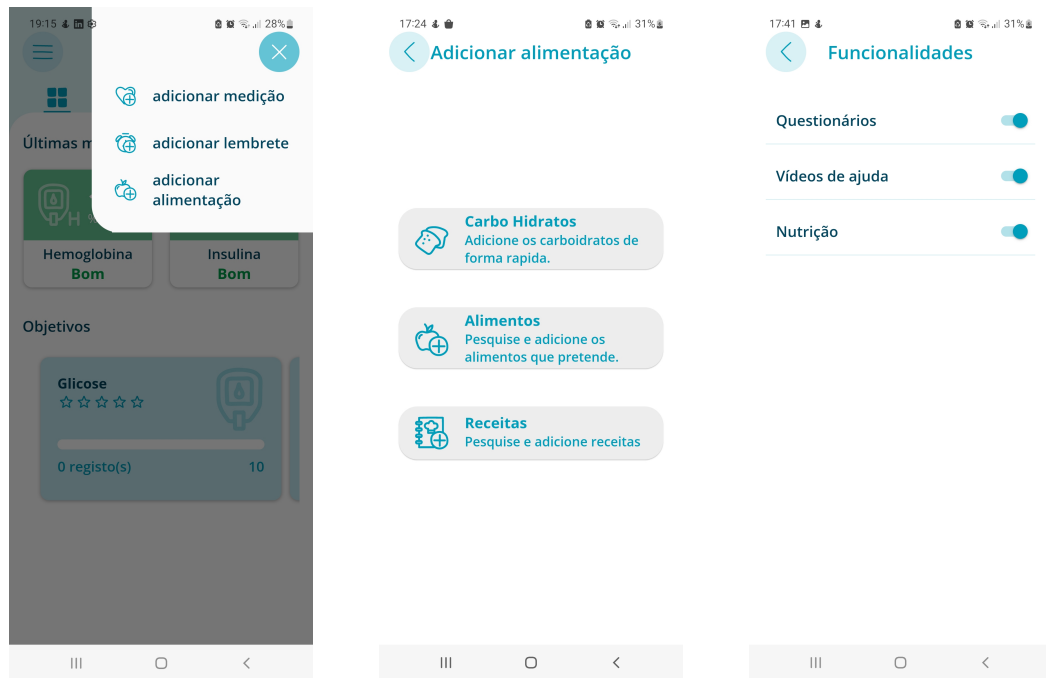 19:15
28%
adicionar medição
adicionar lembrete
adicionar
alimentação
Últimas m
H
%
Hemoglobina
Bom
Insulina
Bom
Objetivos
Glicose
0 registo(s)
10
17:24
31%
Adicionar alimentação
Carbo Hidratos
Adicione os carboidratos de
forma rapida.
Alimentos
Pesquise e adicione os
alimentos que pretende.
Receitas
Pesquise e adicione receitas
17:41
31%
Funcionalidades
Questionários
Vídeos de ajuda
Nutrição